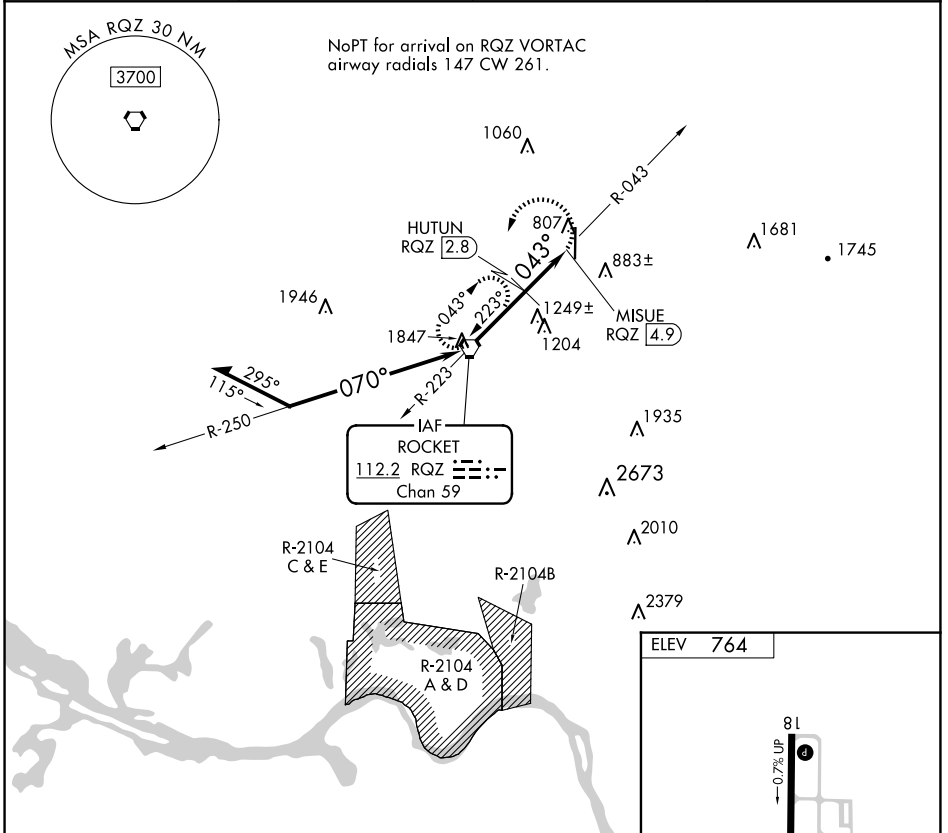 MSA RQZ 30 NM
3700
NoPT for arrival on RQZ VORTAC
airway radials 147 CW 261.
1060
R-043
HUTUN
RQZ 2.8
807
043°
1681
1745
883±
1946
043°
223°
1249±
MISUE
RQZ 4.9
1847
1204
295°
115°
070°
R-223
R-250
IAF
ROCKET
112.2 RQZ
Chan 59
1935
2673
2010
R-2104
C & E
R-2104B
2379
R-2104
A & D
ELEV 764
18
0.7% UP
P